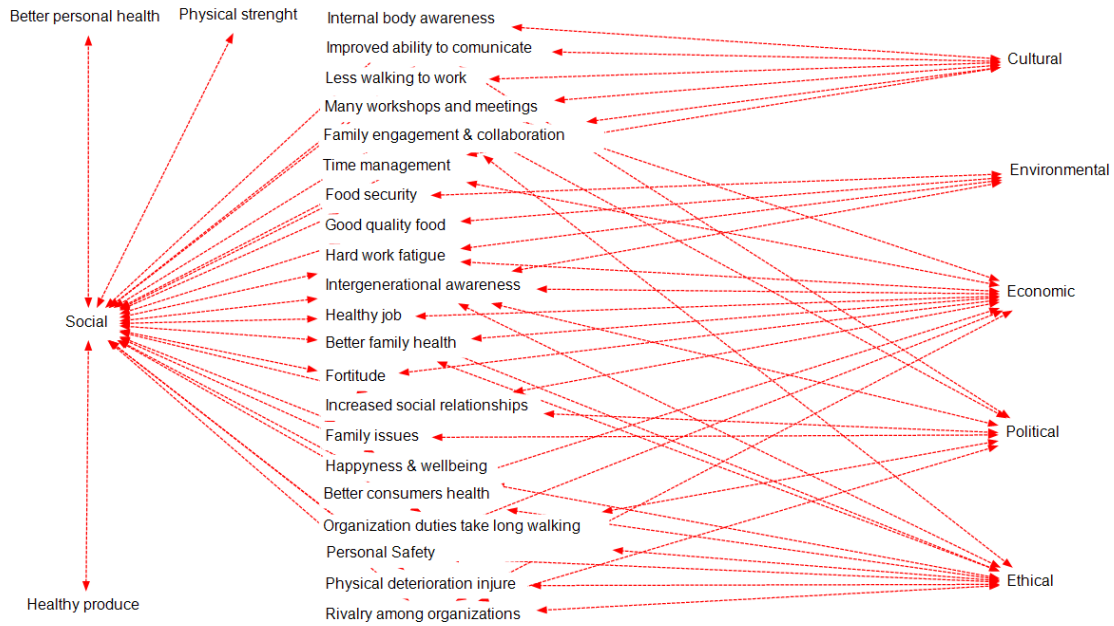 Better personal health
Physical strenght
Internal body awareness
Improved ability to comunicate
Less walking to work
Many workshops and meetings
Family engagement & collaboration
Time management
Food security
Good quality food
Hard work fatigue
Intergenerational awareness
Healthy job
Better family health
Fortitude
Increased social relationships
Family issues
Happyness & wellbeing
Better consumers health
Organization duties take long walking
Personal Safety
Physical deterioration injure
Rivalry among organizations
Social
Healthy produce
Cultural
Environmental
Economic
Political
Ethical